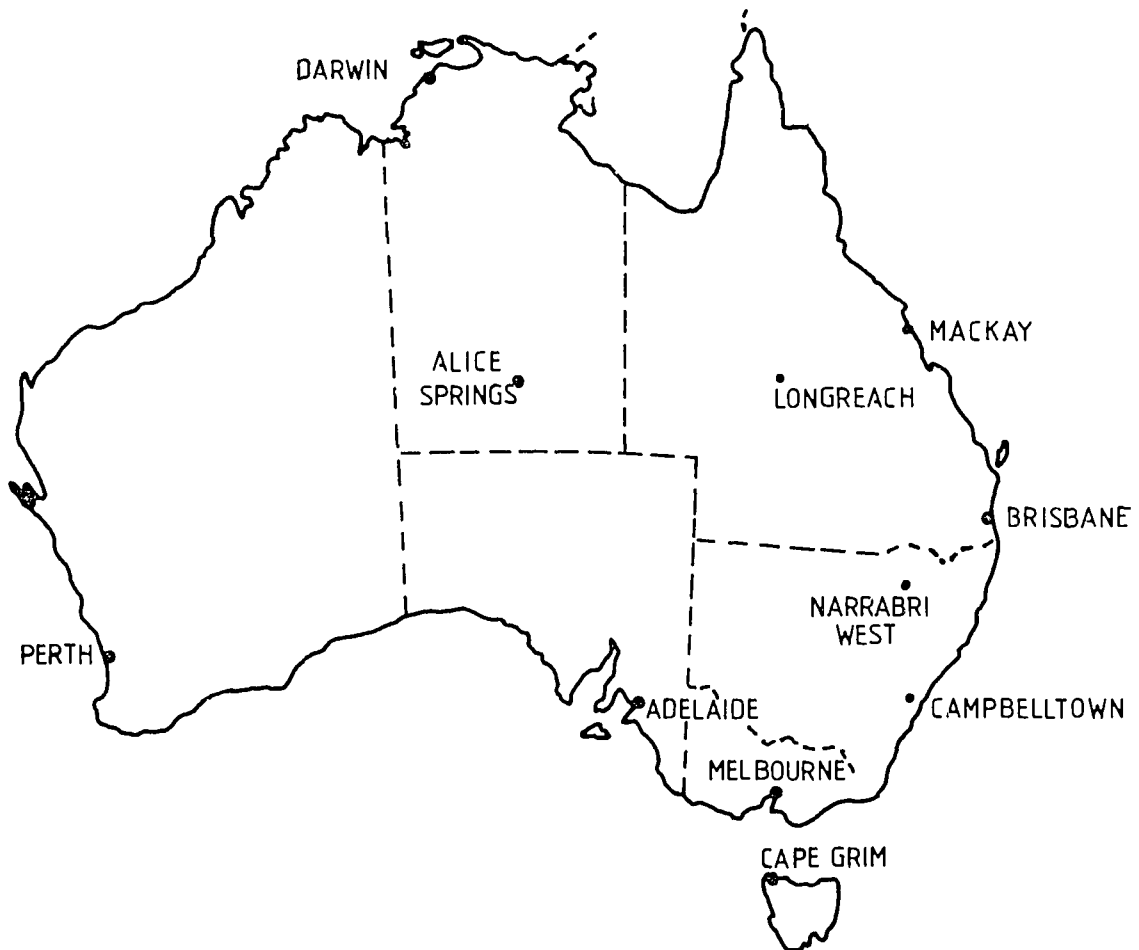 DARWIN
MACKAY
ALICE
SPRINGS
LONGREACH
BRISBANE
NARRABRI
WEST
PERTH
ADELAIDE
CAMPBELLTOWN
MELBOURNE
CAPE GRIM